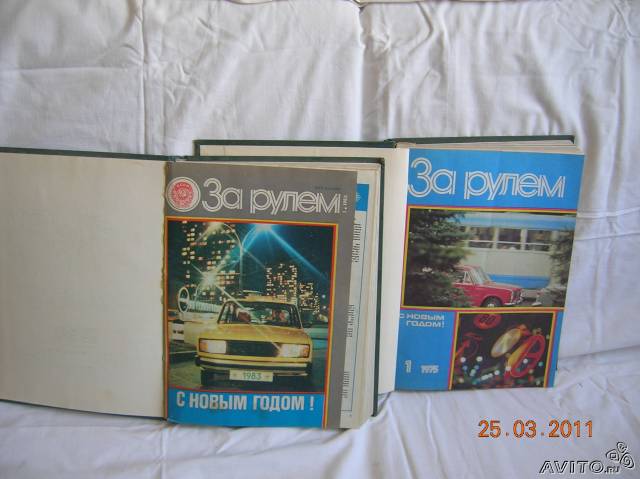 За рулем
1983
С НОВЫМ ГОДОМ !
За рулем
С НОВЫМ
ГОДОМ!
1 1975
25.03.2011
AVITO.ru